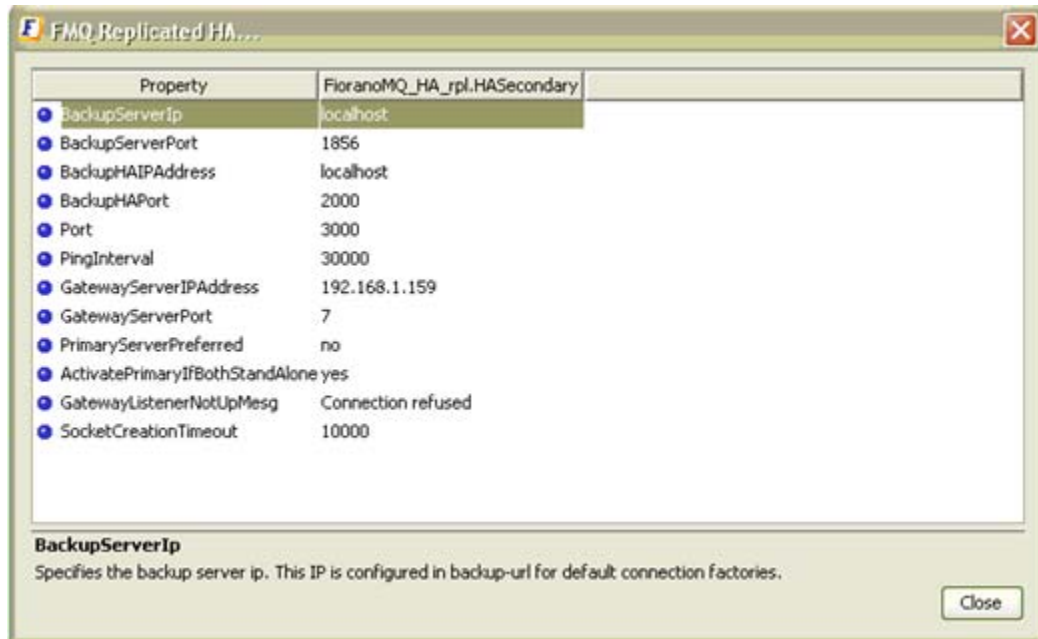 FMQ Replicated HA...
Property FioranoMQ_HA_rpl.HASecondary
BackupServerIp localhost
BackupServerPort 1856
BackupHAIPAddress localhost
BackupHAPort 2000
Port 3000
PingInterval 30000
GatewayServerIPAddress 192.168.1.159
GatewayServerPort 7
PrimaryServerPreferred no
ActivatePrimaryIfBothStandAlone yes
GatewayListenerNotUpMesg Connection refused
SocketCreationTimeout 10000
BackupServerIp
Specifies the backup server ip. This IP is configured in backup-url for default connection factories.
Close